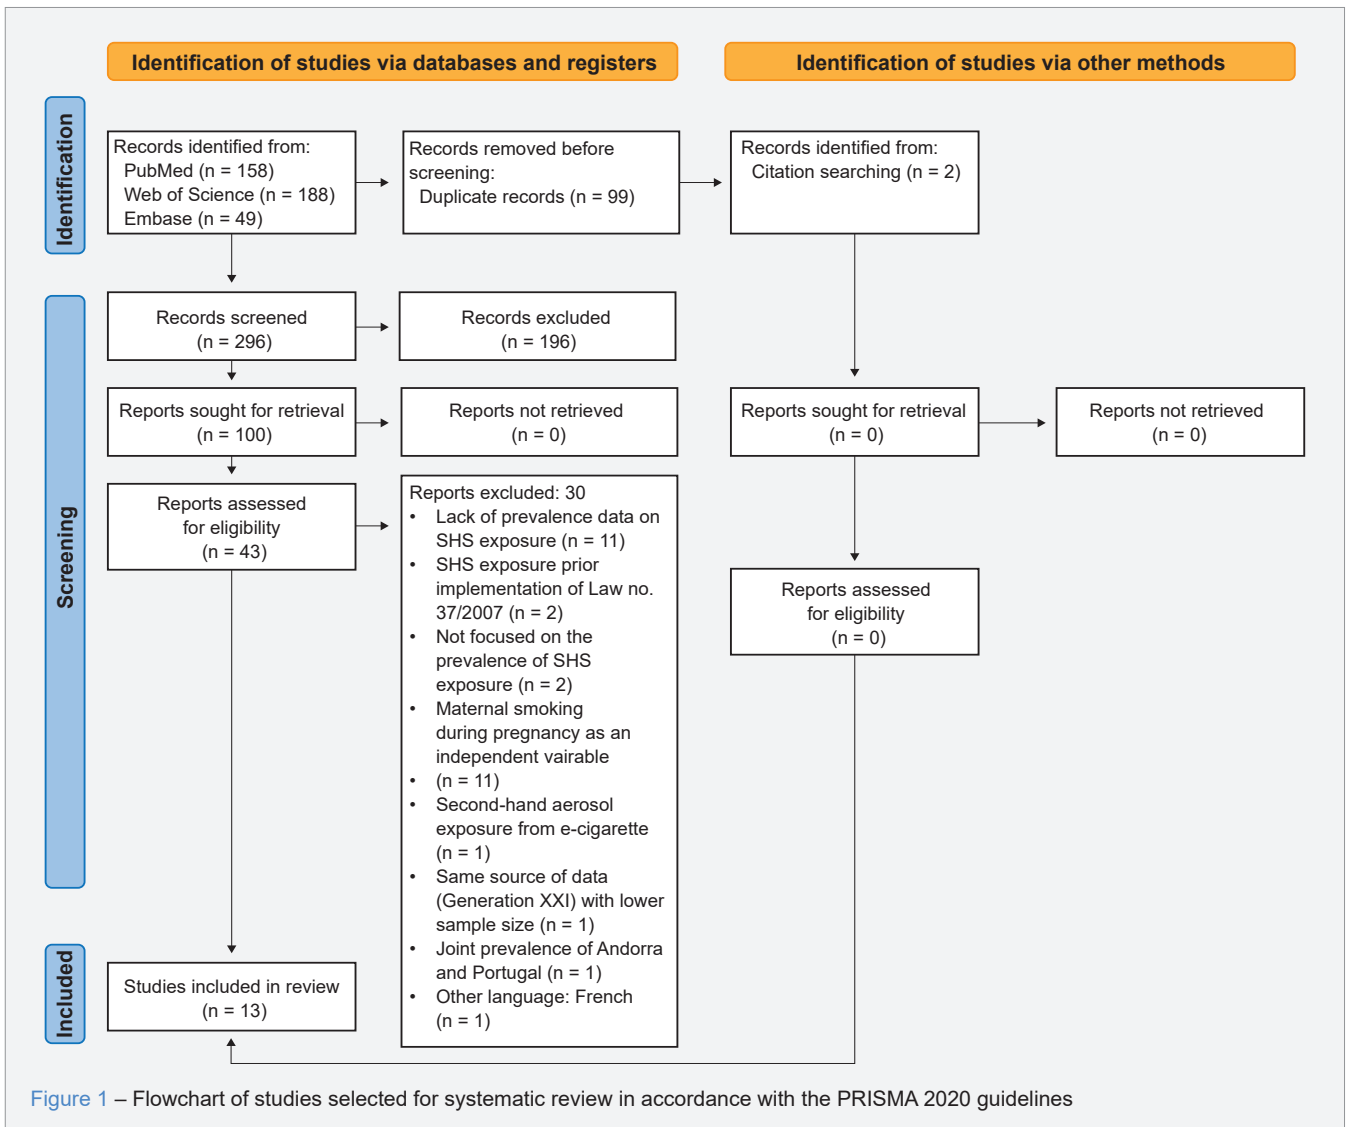 Identification of studies via databases and registers
Identification of studies via other methods
Identification
Records identified from:
PubMed (n = 158)
Web of Science (n = 188)
Embase (n = 49)
Records removed before
screening:
Duplicate records (n = 99)
Records identified from:
Citation searching (n = 2)
Screening
Records screened
(n = 296)
Records excluded
(n = 196)
Reports sought for retrieval
(n = 100)
Reports not retrieved
(n = 0)
Reports sought for retrieval
(n = 0)
Reports not retrieved
(n = 0)
Reports assessed
for eligibility
(n = 43)
Reports excluded: 30
• Lack of prevalence data on
SHS exposure (n = 11)
• SHS exposure prior
implementation of Law no.
37/2007 (n = 2)
• Not focused on the
prevalence of SHS
exposure (n = 2)
• Maternal smoking
during pregnancy as an
independent vairable
• (n = 11)
• Second-hand aerosol
exposure from e-cigarette
(n = 1)
• Same source of data
(Generation XXI) with lower
sample size (n = 1)
• Joint prevalence of Andorra
and Portugal (n = 1)
• Other language: French
(n = 1)
Reports assessed
for eligibility
(n = 0)
Included
Studies included in review
(n = 13)
Figure 1 – Flowchart of studies selected for systematic review in accordance with the PRISMA 2020 guidelines